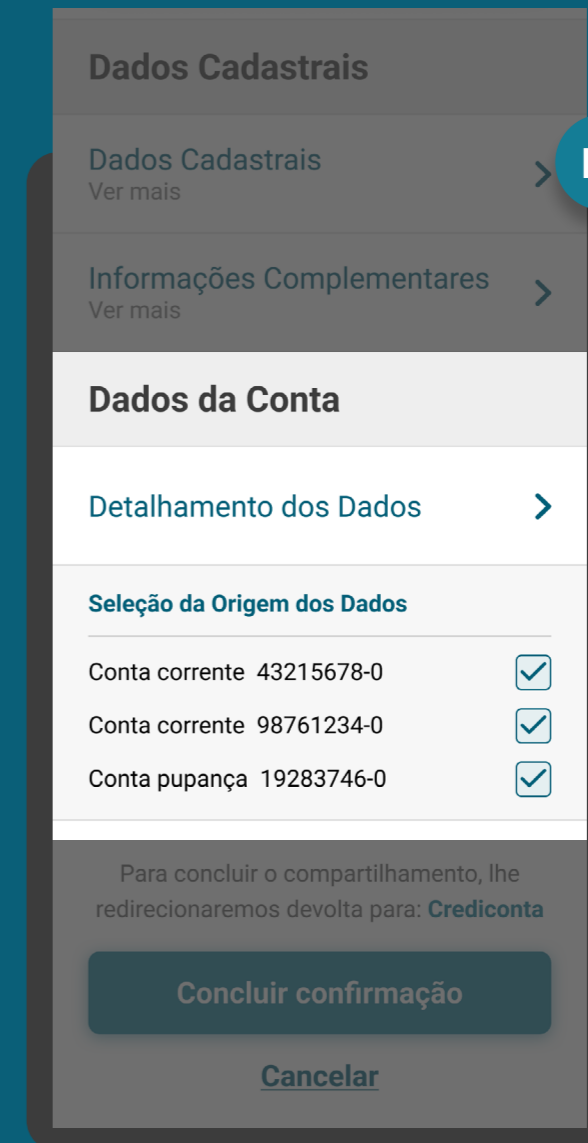 Dados Cadastrais
Dados Cadastrais
Ver mais
Informações Complementares
Ver mais
Dados da Conta
Detalhamento dos Dados
Seleção da Origem dos Dados
Conta corrente 43215678-0
Conta corrente 98761234-0
Conta pupança 19283746-0
Para concluir o compartilhamento, lhe
redirecionaremos devolta para: Crediconta
Concluir confirmação
Cancelar